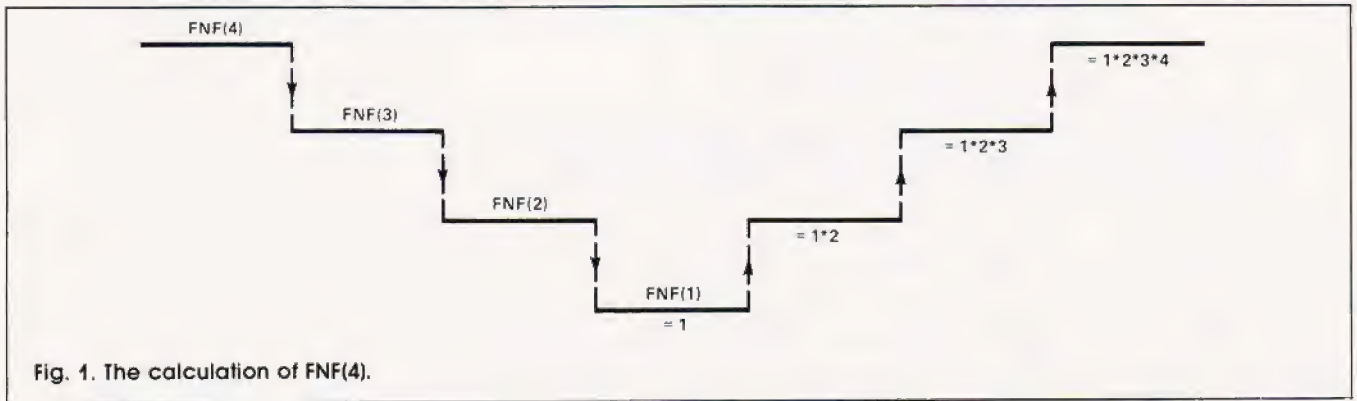 FNF(4)
= 1*2*3*4
FNF(3)
= 1*2*3
FNF(2)
= 1*2
FNF(1)
= 1
Fig. 1. The calculation of FNF(4).